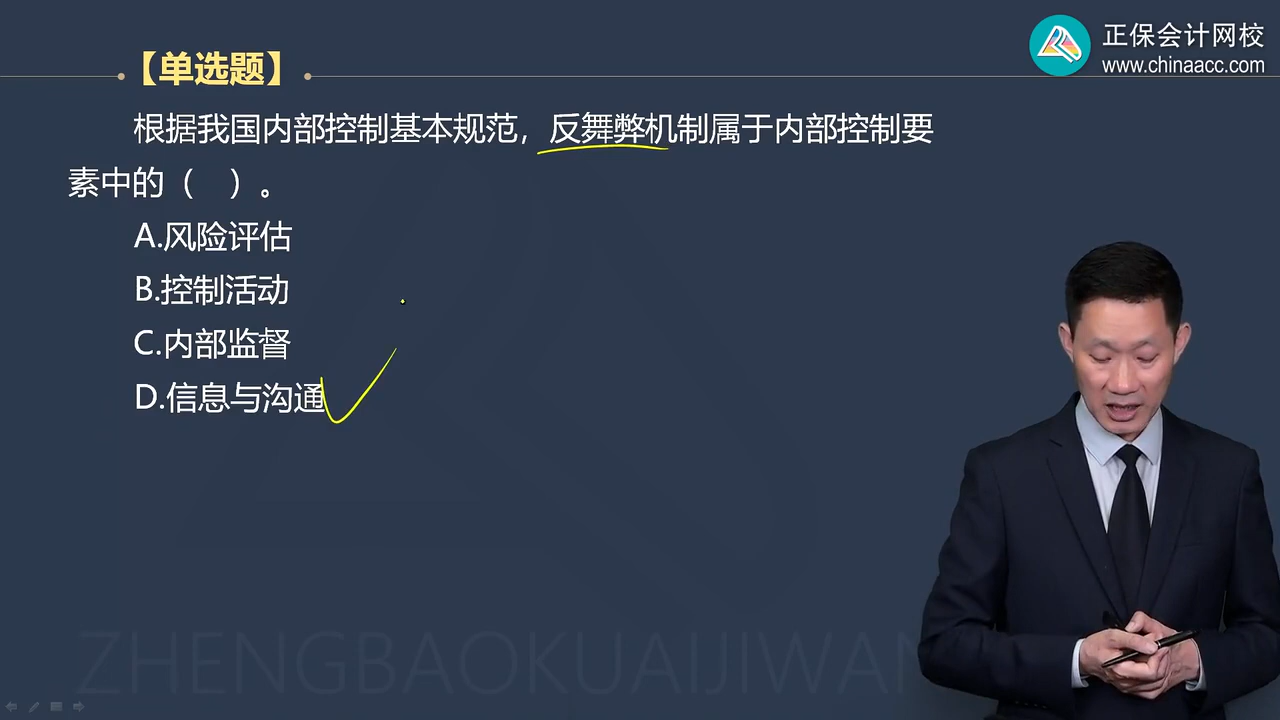 正保会计网校
www.chinaacc.com
【单选题】
根据我国内部控制基本规范，反舞弊机制属于内部控制要
素中的（　）。
A.风险评估
B.控制活动
C.内部监督
D.信息与沟通
ZHENGBAOKUAIJIWAN